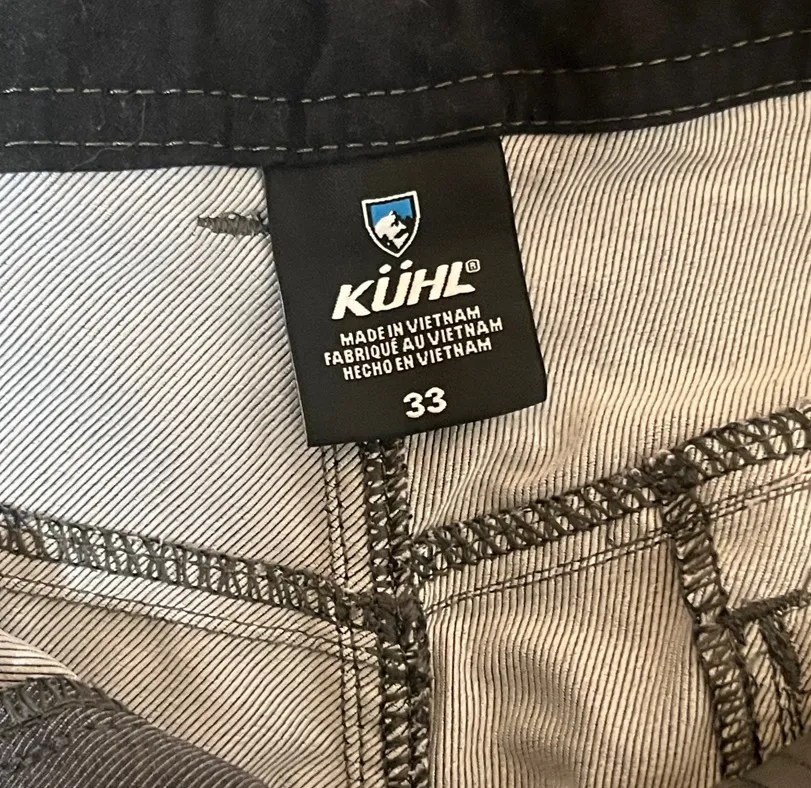 KÜHL®
MADE IN VIETNAM
FABRIQUÉ AU VIETNAM
HECHO EN VIETNAM
33